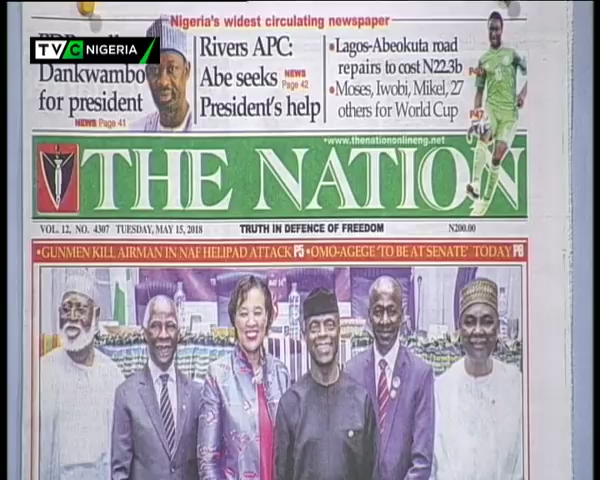 Nigeria's widest circulating newspaper
TVC NIGERIA
Dankwambo
for president
NEWS Page 41
Rivers APC:
Abe seeks NEWS Page 42
President's help
•Lagos-Abeokuta road
repairs to cost N22.3b
•Moses, Iwobi, Mikel, 27
others for World Cup
P47
•www.thenationonlineng.net
THE NATION
VOL. 12, NO. 4307 TUESDAY, MAY 15, 2018 TRUTH IN DEFENCE OF FREEDOM N200.00
•GUNMEN KILL AIRMAN IN NAF HELIPAD ATTACK P5 •OMO-AGEGE 'TO BE AT SENATE' TODAY P8